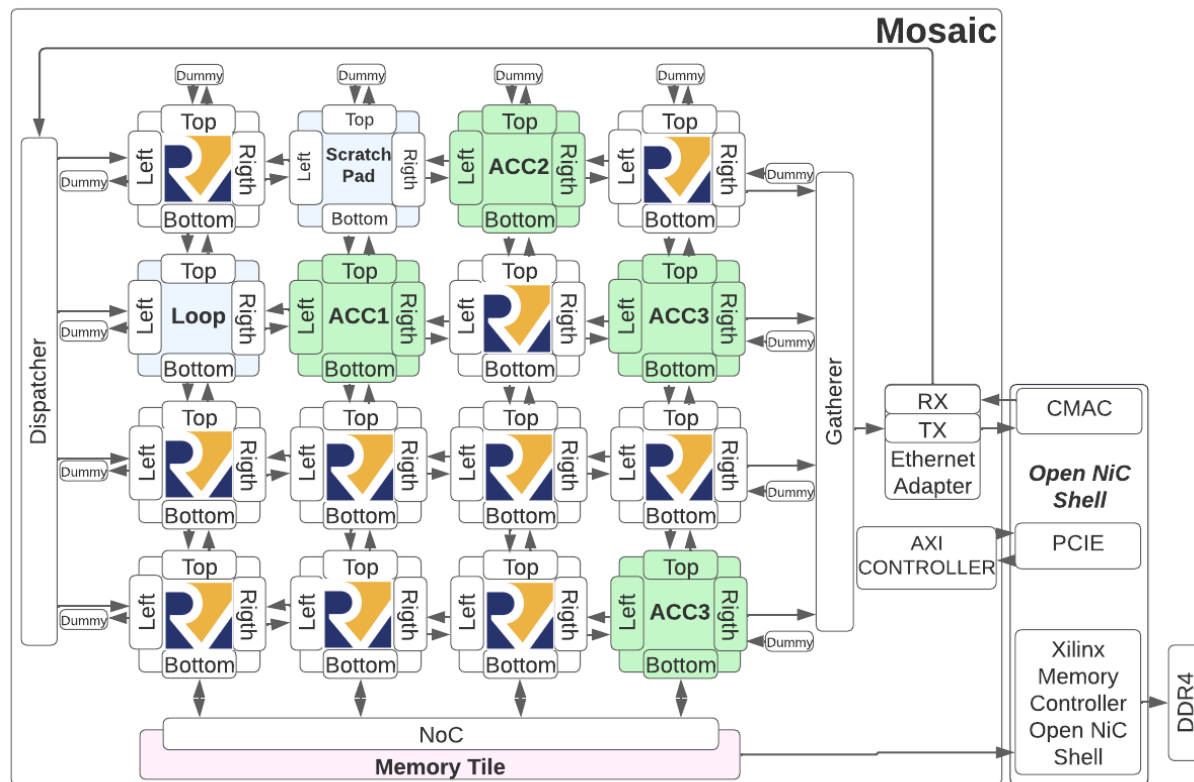 Mosaic
Dummy
Dummy
Dummy
Dummy
Top
Top
Top
Top
Left
Rigth
Left
Scratch
Pad
Rigth
Left
ACC2
Rigth
Left
Rigth
Dummy
Dummy
Bottom
Bottom
Bottom
Bottom
Top
Top
Top
Top
Left
Loop
Rigth
Left
ACC1
Rigth
Left
Rigth
Left
ACC3
Rigth
Dummy
Dummy
Bottom
Bottom
Bottom
Bottom
Dispatcher
Gatherer
Top
Top
Top
Top
Left
Rigth
Left
Rigth
Left
Rigth
Left
Rigth
Dummy
Dummy
Bottom
Bottom
Bottom
Bottom
Top
Top
Top
Top
Left
Rigth
Left
Rigth
Left
Rigth
Left
ACC3
Rigth
Dummy
Dummy
Bottom
Bottom
Bottom
Bottom
NoC
Memory Tile
RX
TX
Ethernet
Adapter
AXI
CONTROLLER
CMAC
Open NiC
Shell
PCIE
Xilinx
Memory
Controller
Open NiC
Shell
DDR4